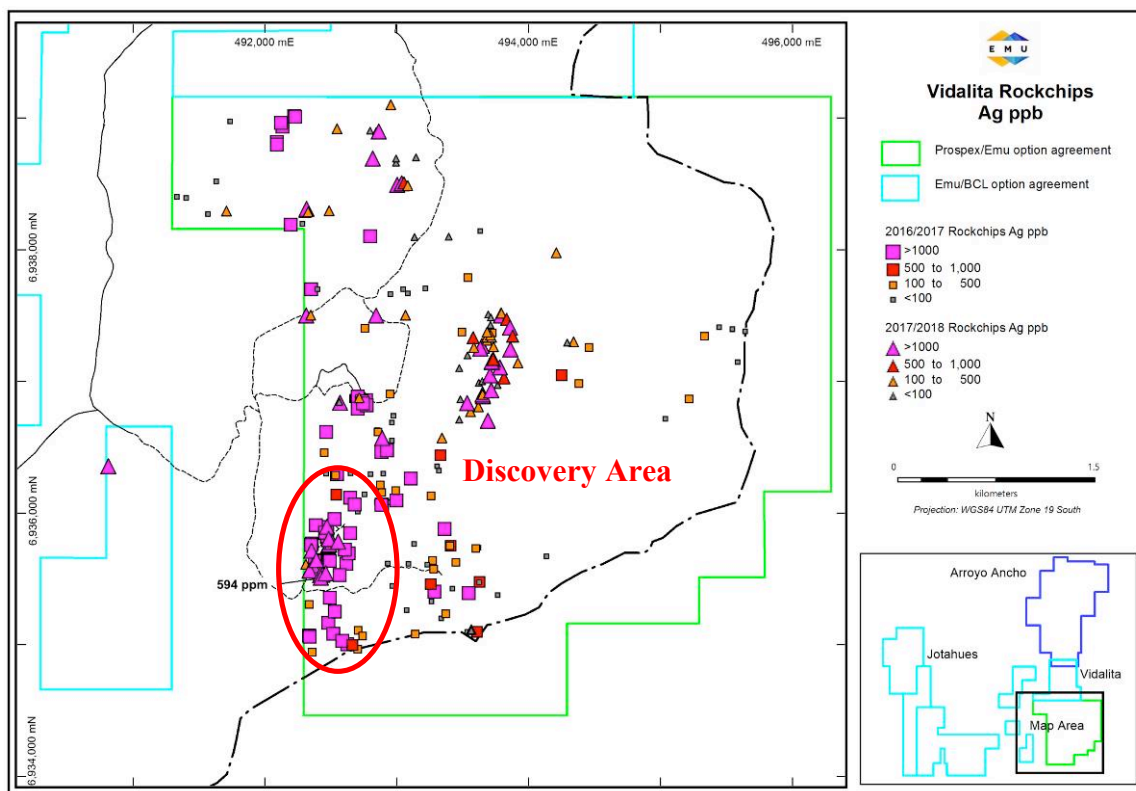 492,000 mE
494,000 mE
496,000 mE
6,938,000 mN
6,936,000 mN
6,934,000 mN
Discovery Area
594 ppm
EMU
Vidalita Rockchips
Ag ppb
Prospex/Emu option agreement
Emu/BCL option agreement
2016/2017 Rockchips Ag ppb
>1000
500 to 1,000
100 to 500
<100
2017/2018 Rockchips Ag ppb
>1000
500 to 1,000
100 to 500
<100
N
0 1.5
kilometers
Projection: WGS84 UTM Zone 19 South
Arroyo Ancho
Jotahues
Vidalita
Map Area